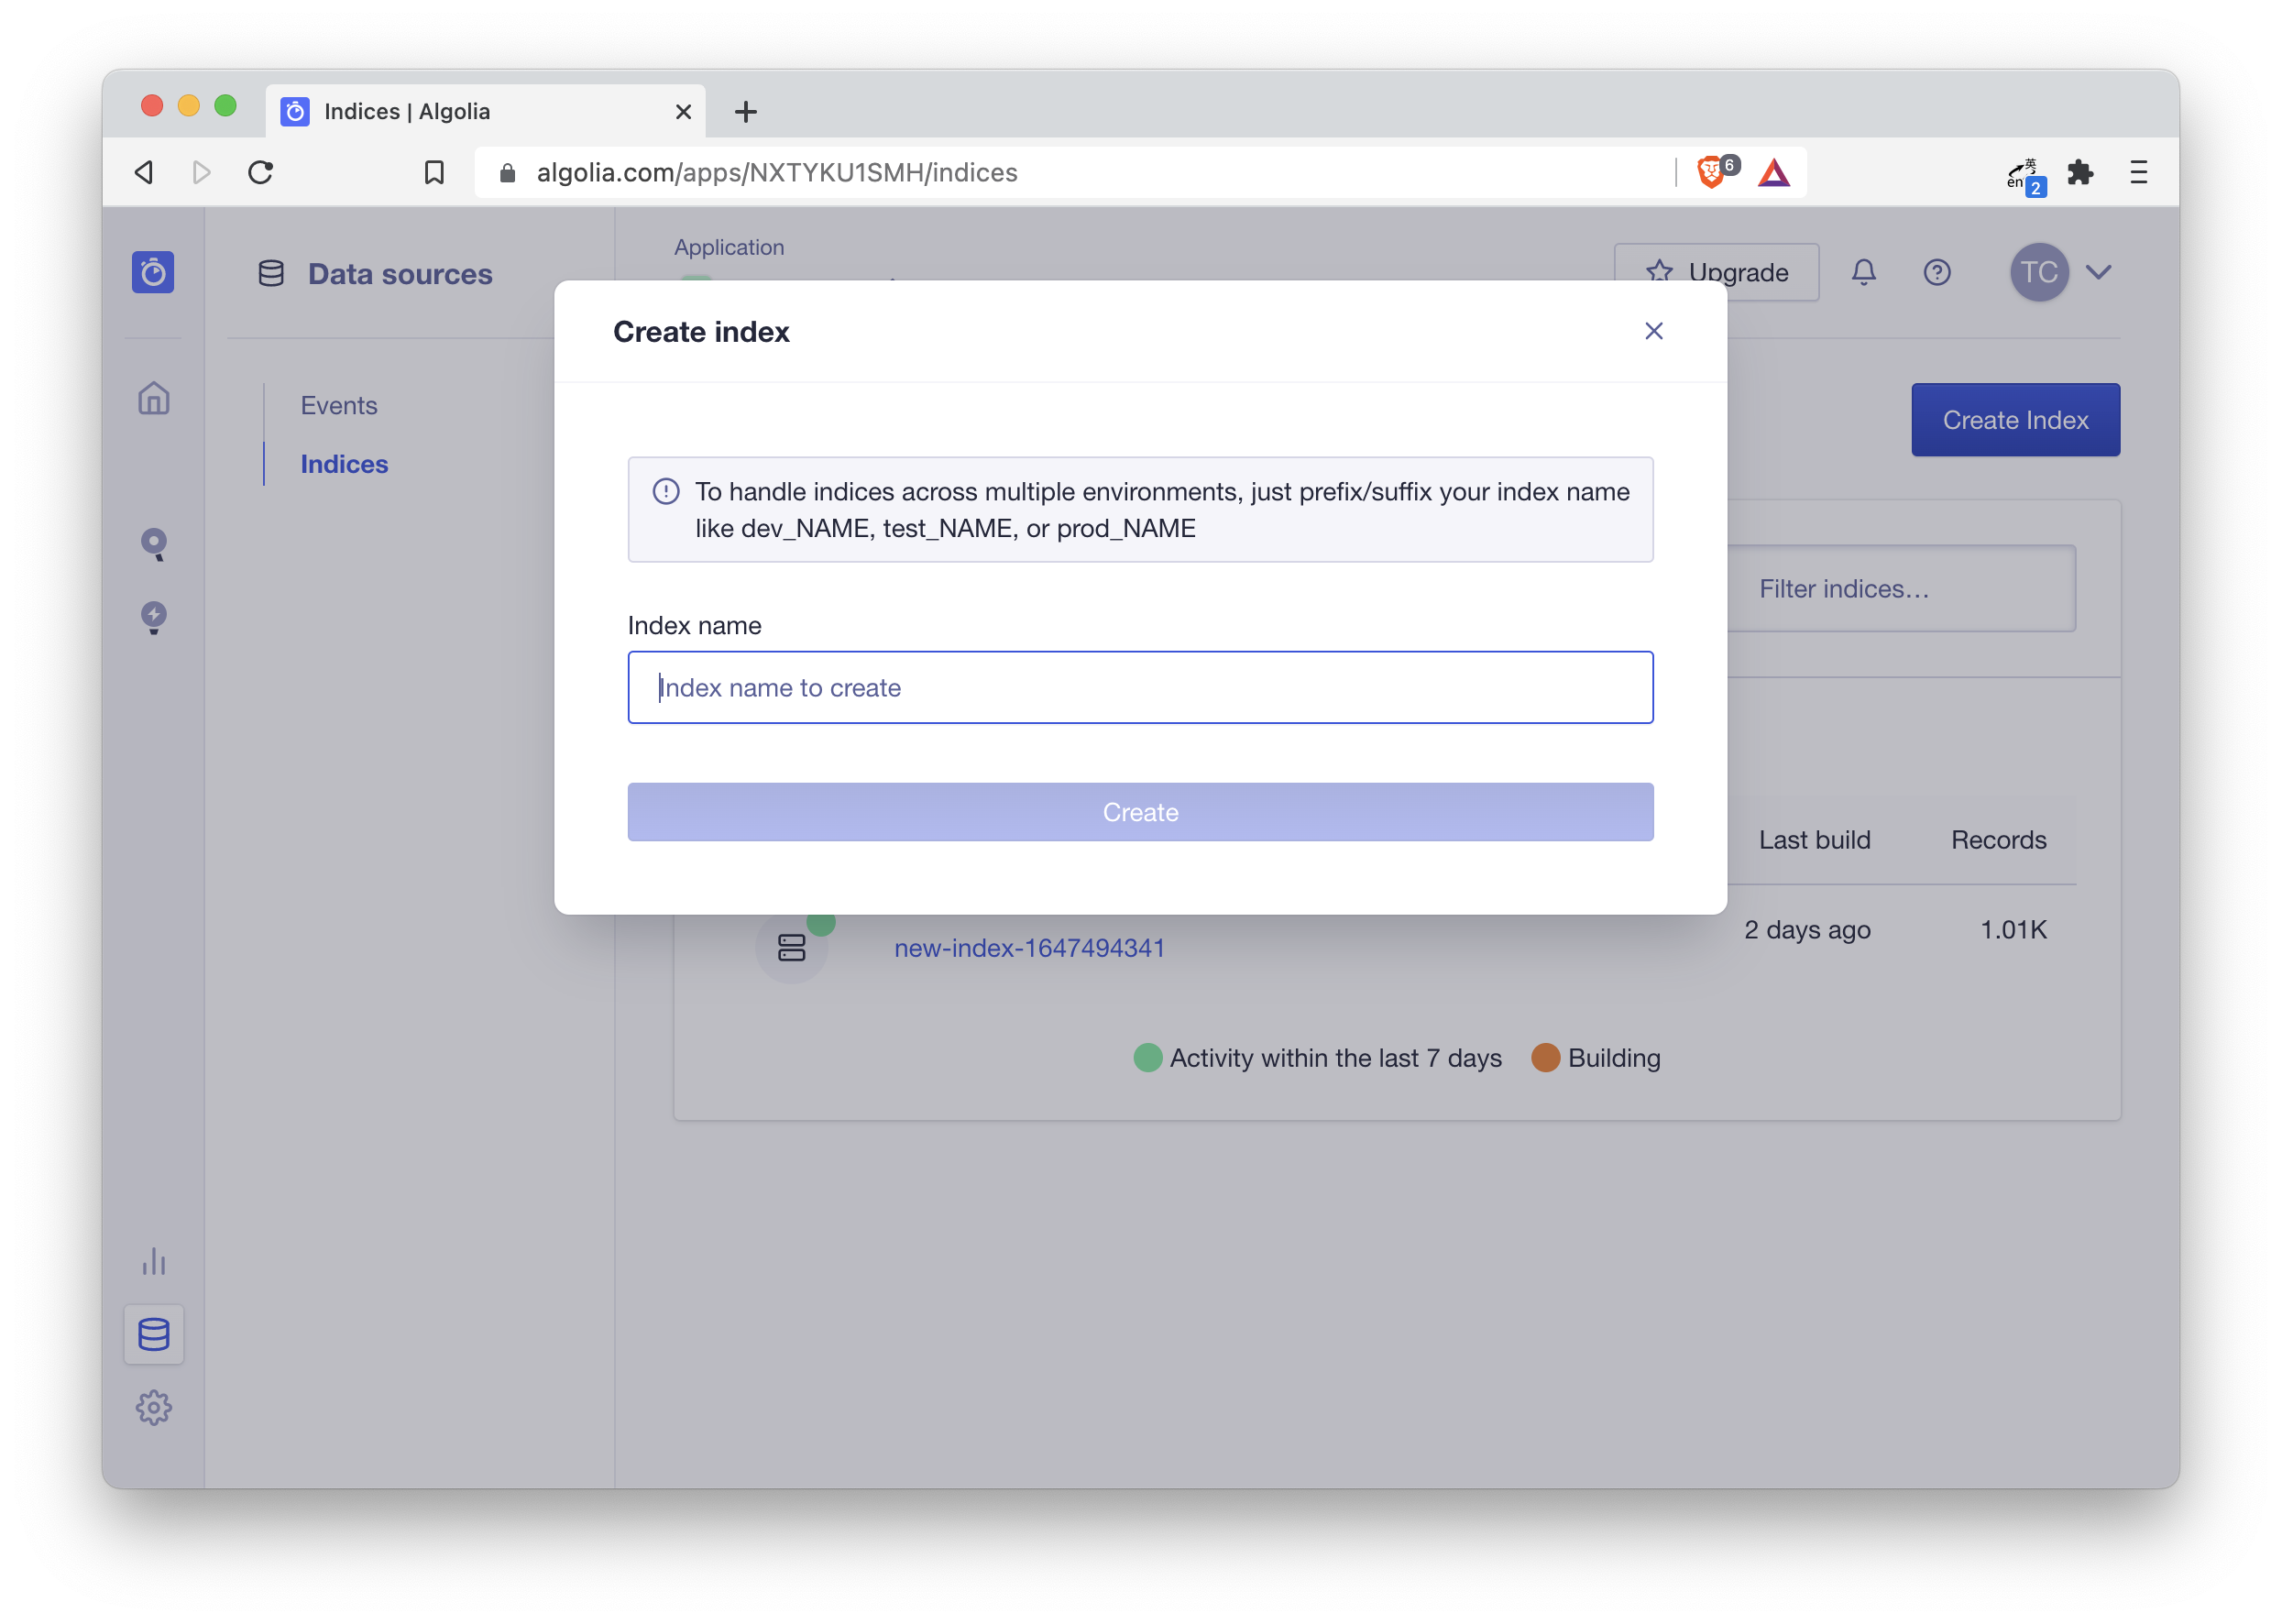 Indices | Algolia
algolia.com/apps/NXTYKU1SMH/indices
6
英
en
2
Data sources
Application
Upgrade
TC
Create index
Events
Indices
Create Index
To handle indices across multiple environments, just prefix/suffix your index name
like dev_NAME, test_NAME, or prod_NAME
Filter indices…
Index name
Index name to create
Create
Last build
Records
new-index-1647494341
2 days ago
1.01K
Activity within the last 7 days
Building